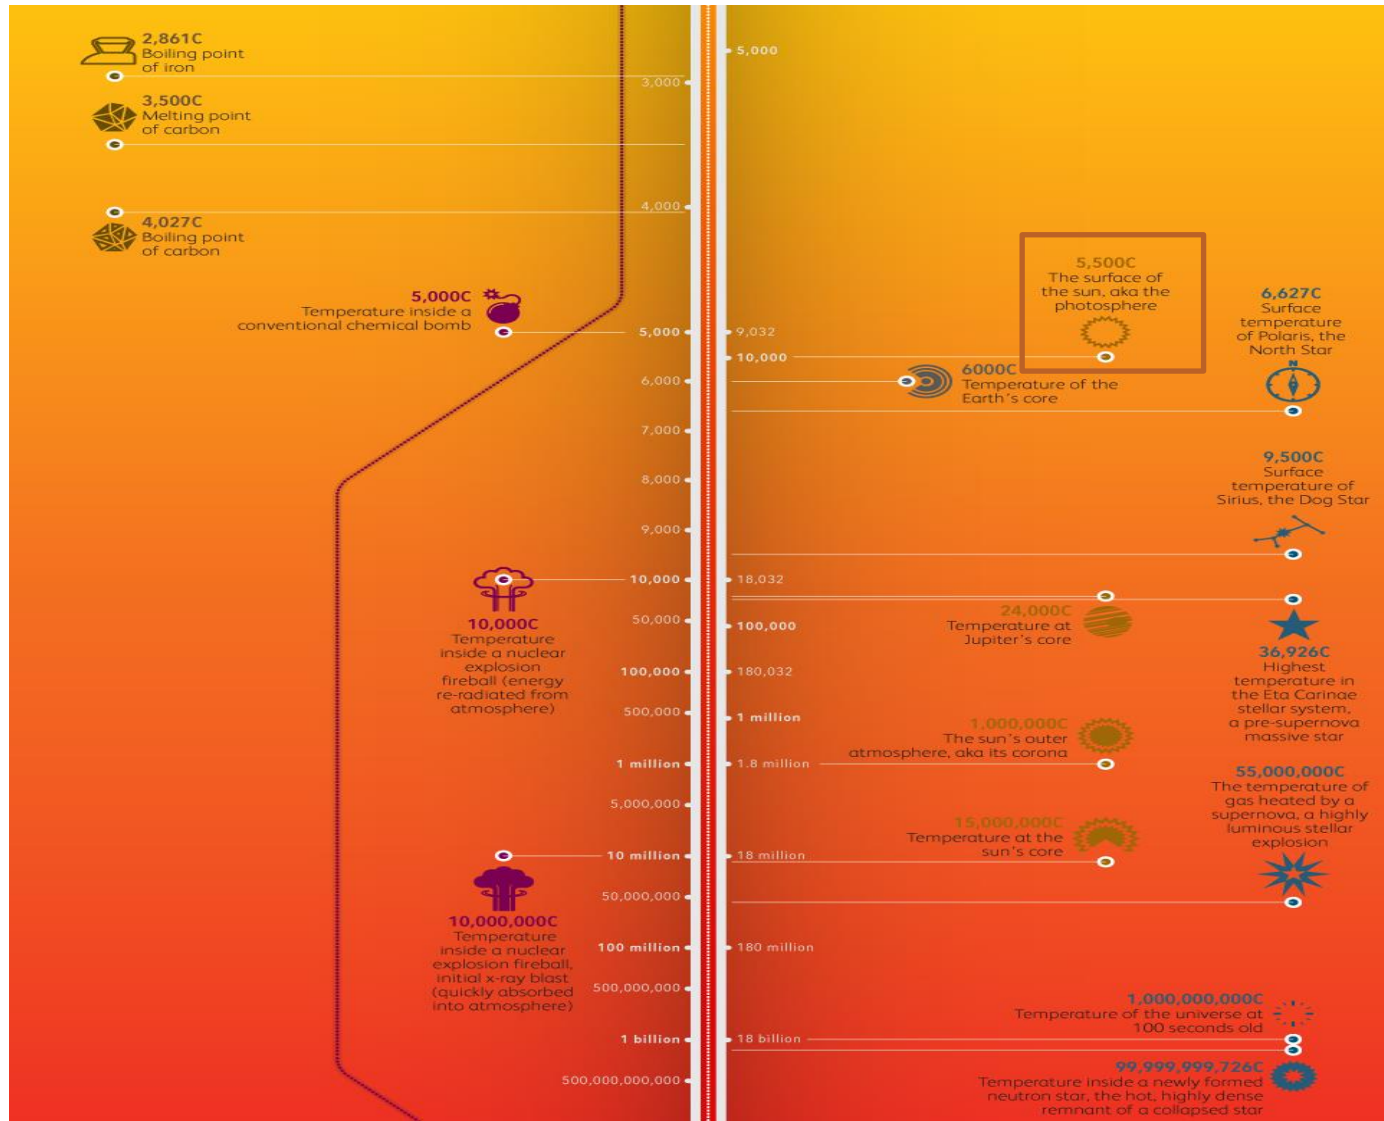 2,861C
Boiling point
of iron
3,500C
Melting point
of carbon
4,027C
Boiling point
of carbon
5,000C
Temperature inside a
conventional chemical bomb
10,000C
Temperature
inside a nuclear
explosion
fireball (energy
re-radiated from
atmosphere)
10,000,000C
Temperature
inside a nuclear
explosion fireball,
initial x-ray blast
(quickly absorbed
into atmosphere)
3,000
4,000
5,000
6,000
7,000
8,000
9,000
10,000
50,000
100,000
500,000
1 million
5,000,000
10 million
50,000,000
100 million
500,000,000
1 billion
500,000,000,000
5,000
9,032
10,000
18,032
100,000
180,032
1 million
1.8 million
18 million
180 million
18 billion
5,500C
The surface of
the sun, aka the
photosphere
6000C
Temperature of the
Earth's core
24,000C
Temperature at
Jupiter's core
1,000,000C
The sun's outer
atmosphere, aka its corona
15,000,000C
Temperature at the
sun's core
6,627C
Surface
temperature
of Polaris, the
North Star
N
9,500C
Surface
temperature of
Sirius, the Dog Star
36,926C
Highest
temperature in
the Eta Carinae
stellar system,
a pre-supernova
massive star
55,000,000C
The temperature of
gas heated by a
supernova, a highly
luminous stellar
explosion
1,000,000,000C
Temperature of the universe at
100 seconds old
99,999,999,726C
Temperature inside a newly formed
neutron star, the hot, highly dense
remnant of a collapsed star